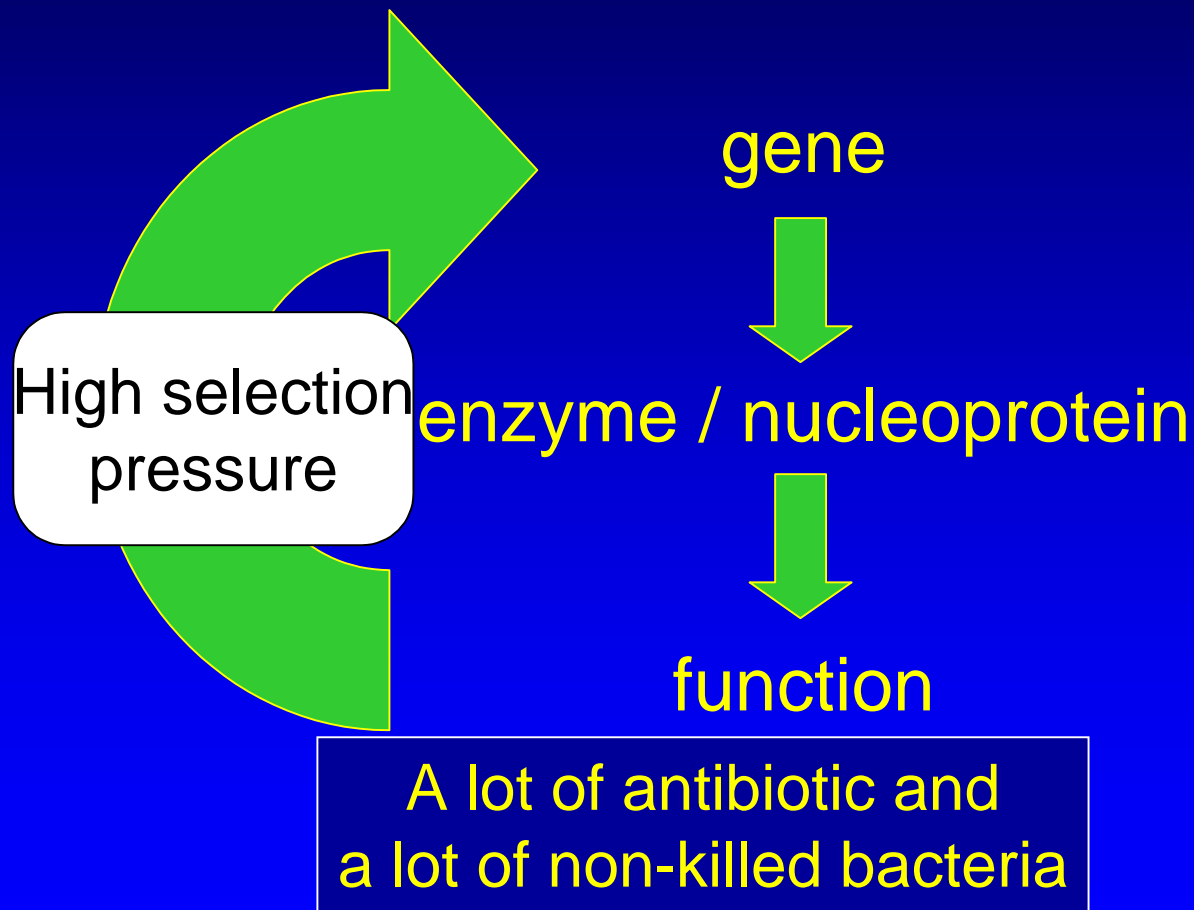 gene
High selection
pressure
enzyme / nucleoprotein
function
A lot of antibiotic and
a lot of non-killed bacteria